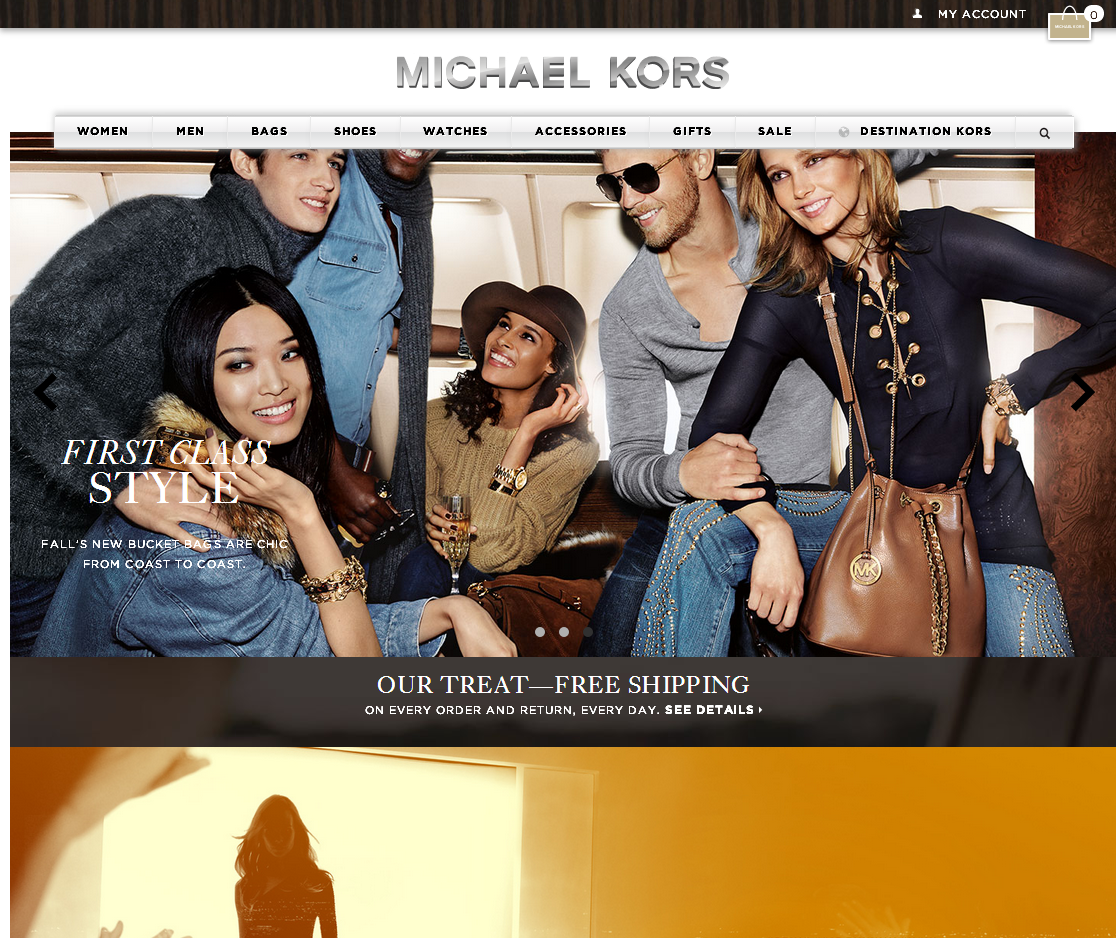 MY ACCOUNT
0
MICHAEL KORS
MICHAEL KORS
WOMEN MEN BAGS SHOES WATCHES ACCESSORIES GIFTS SALE DESTINATION KORS
FIRST CLASS
STYLE
FALL'S NEW BUCKET BAGS ARE CHIC
FROM COAST TO COAST.
MK
OUR TREAT—FREE SHIPPING
ON EVERY ORDER AND RETURN, EVERY DAY. SEE DETAILS